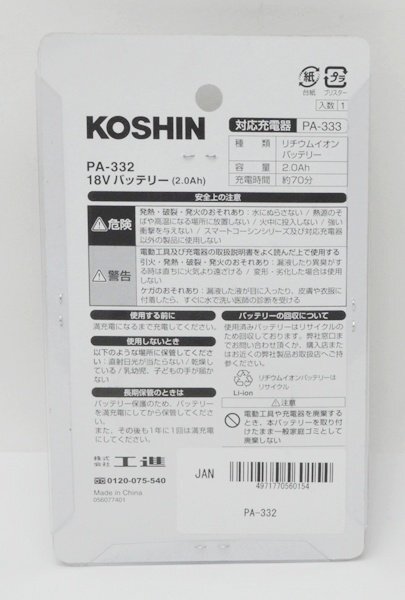 紙
台紙
プラ
ブリスター
入数 1
KOSHIN
対応充電器 PA-333
種類 リチウムイオン
バッテリー
容量 2.0Ah
充電時間 約70分
PA-332
18Vバッテリー(2.0Ah)
安全上の注意
危険
発熱・破裂・発火のおそれあり：水にぬらさない / 熱源のそ
ばや高温になる場所に放置しない / 火中に投入しない / 強い
衝撃を与えない / スマートコーシンシリーズ及び対応充電器
以外の製品に使用しない
警告
電動工具及び充電器の取扱説明書をよく読んだ上で使用する
引火・破裂・発熱のおそれあり：漏液したり異臭がす
る時は直ちに火気より遠ざける / 変形・劣化した場合は使用
しない
ケガのおそれあり：漏液した液が目に入ったり、皮膚や衣服に
付着したら、すぐに水で洗い医師の診断を受ける
使用する前に
満充電になるまで充電してください。
使用しないとき
以下のような場所に保管してください
：直射日光が当たらない / 乾燥し
ている / 乳幼児、子どもの手が届か
ない
長期保管のときは
バッテリー保護のため、バッテリー
を満充電にしてから保管してくださ
い。
また、その後も1年に1回は満充電
にしてください。
バッテリーの回収について
使用済みバッテリーはリサイクルの
ため回収しております。弊社窓口ま
でお問い合わせ頂くか、購入店また
はお近くの弊社製品お取扱店へご持
参ください。
Li-ion
リチウムイオンバッテリーは
リサイクル
注意
電動工具や充電器を廃棄する
とき、本バッテリーを取り付
けたまま一般家庭ゴミとして
廃棄しない
株式会社 工進
0120-075-540
Made in China
056077401
JAN
4971770560154
PA-332